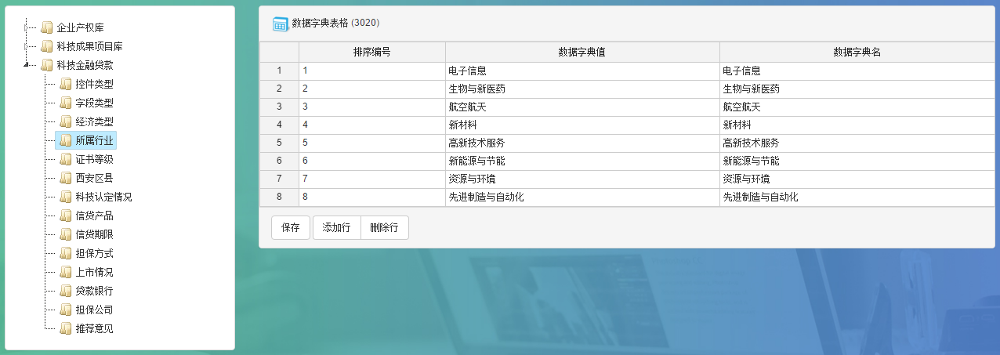 企业产权库
科技成果项目库
科技金融贷款
控件类型
字段类型
经济类型
所属行业
证书等级
西安区县
科技认定情况
信贷产品
信贷期限
担保方式
上市情况
贷款银行
担保公司
推荐意见
数据字典表格 (3020)
排序编号 数据字典值 数据字典名
1 1 电子信息 电子信息
2 2 生物与新医药 生物与新医药
3 3 航空航天 航空航天
4 4 新材料 新材料
5 5 高新技术服务 高新技术服务
6 6 新能源与节能 新能源与节能
7 7 资源与环境 资源与环境
8 8 先进制造与自动化 先进制造与自动化
保存 添加行 删除行